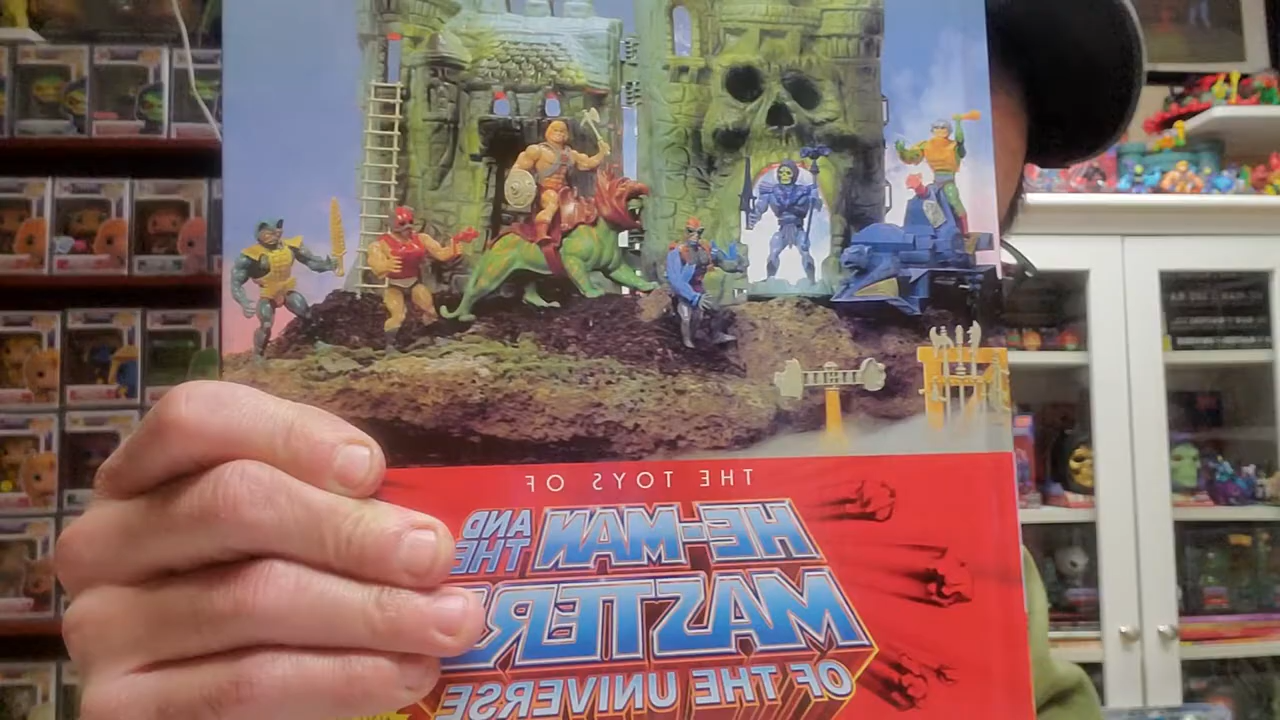 THE TOYS OF
HE-MAN AND THE
MASTERS
OF THE UNIVERSE